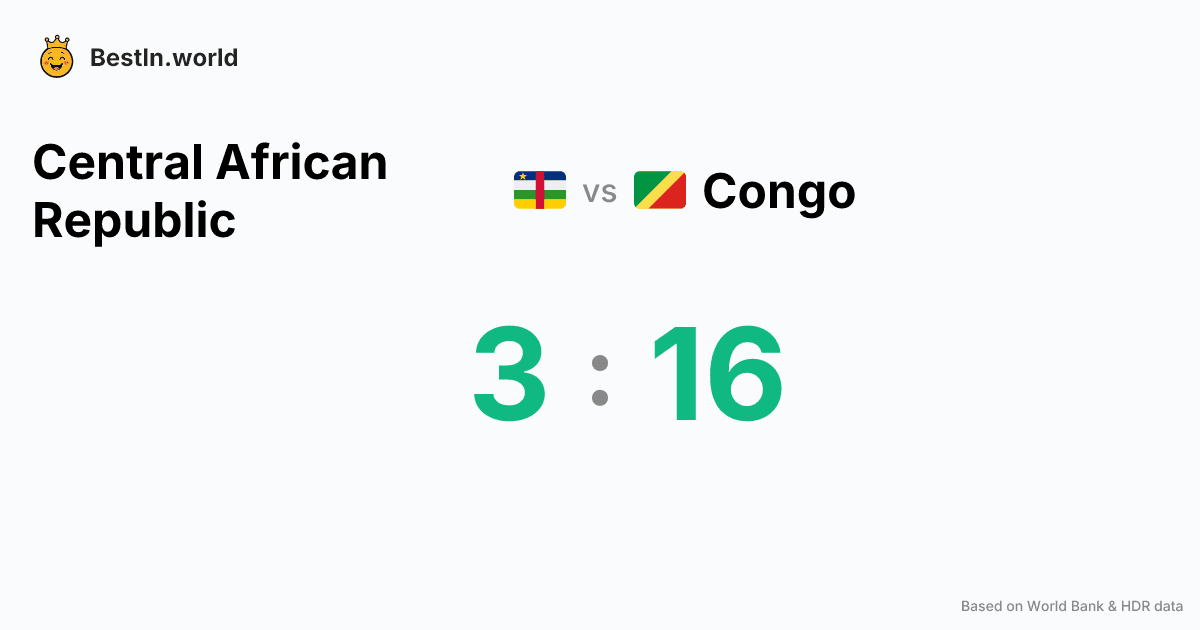 BestIn.world
Central African
Republic
vs Congo
3 : 16
Based on World Bank & HDR data